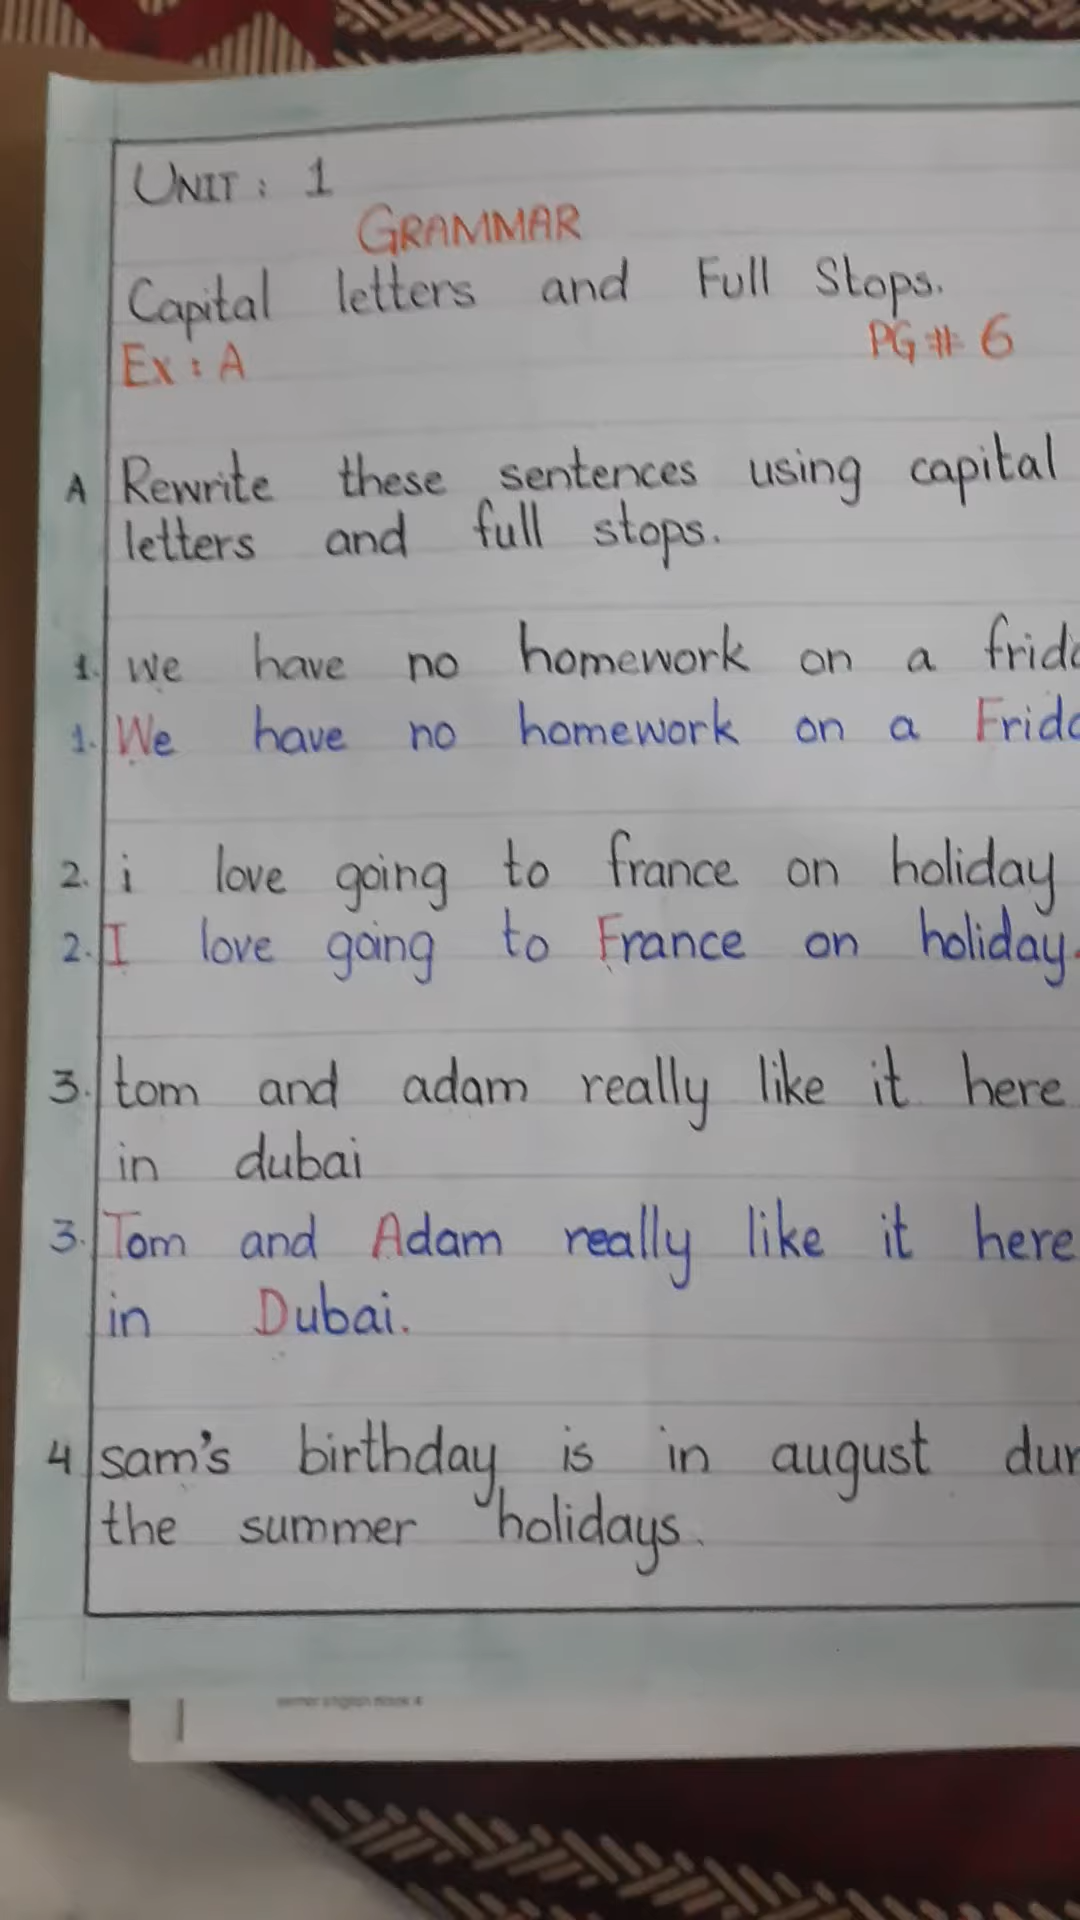 UNIT : 1
GRAMMAR
Capital letters and Full Stops.
Ex : A PG # 6
A Rewrite these sentences using capital
letters and full stops.
1. we have no homework on a
1. We have no homework on a
2. i love going to france on holiday
2. I love going to France on holiday.
3. tom and adam really like it here
in dubai
3. Tom and Adam really like it here
in Dubai.
4 sam's birthday is in august
the summer holidays.